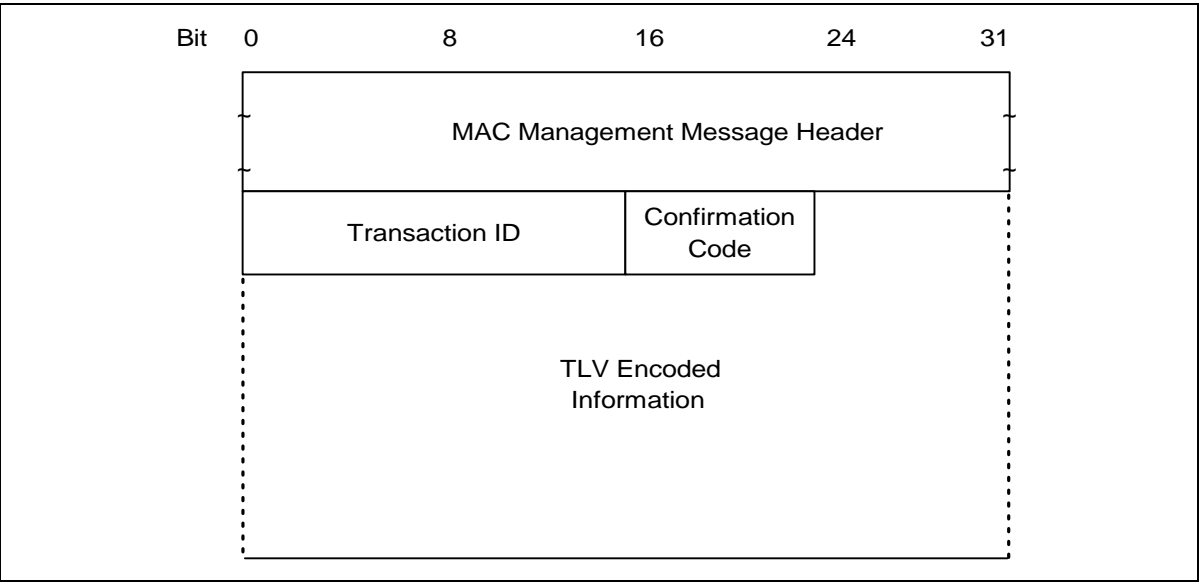 Bit 0 8 16 24 31
MAC Management Message Header
Transaction ID
Confirmation
Code
TLV Encoded
Information